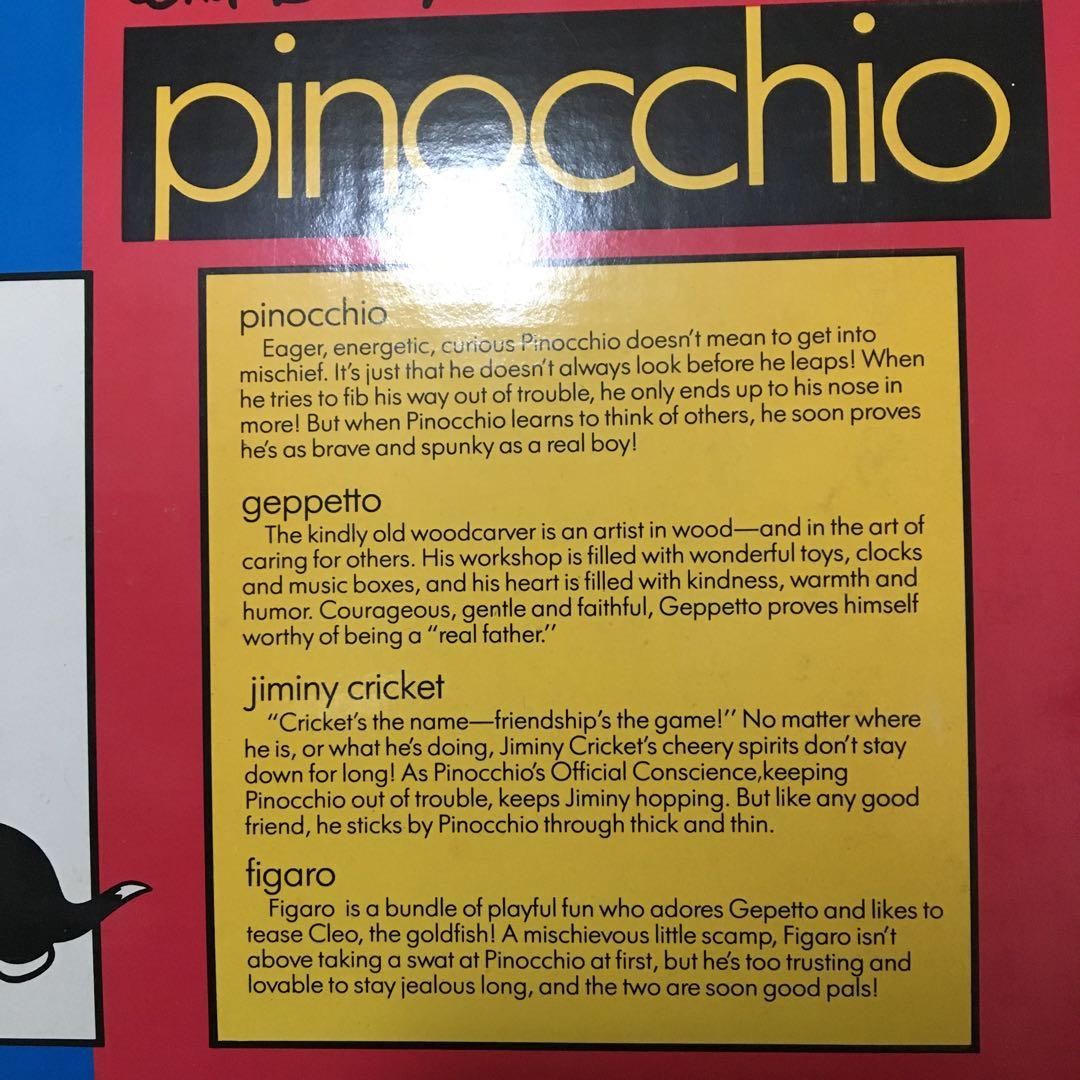 pinocchio
pinocchio
Eager, energetic, curious Pinocchio doesn't mean to get into
mischief. It's just that he doesn't always look before he leaps! When
he tries to fib his way out of trouble, he only ends up to his nose in
more! But when Pinocchio learns to think of others, he soon proves
he's as brave and spunky as a real boy!
geppetto
The kindly old woodcarver is an artist in wood—and in the art of
caring for others. His workshop is filled with wonderful toys, clocks
and music boxes, and his heart is filled with kindness, warmth and
humor. Courageous, gentle and faithful, Geppetto proves himself
worthy of being a "real father."
jiminy cricket
"Cricket's the name—friendship's the game!" No matter where
he is, or what he's doing, Jiminy Cricket's cheery spirits don't stay
down for long! As Pinocchio's Official Conscience,keeping
Pinocchio out of trouble, keeps Jiminy hopping. But like any good
friend, he sticks by Pinocchio through thick and thin.
figaro
Figaro is a bundle of playful fun who adores Gepetto and likes to
tease Cleo, the goldfish! A mischievous little scamp, Figaro isn't
above taking a swat at Pinocchio at first, but he's too trusting and
lovable to stay jealous long, and the two are soon good pals!